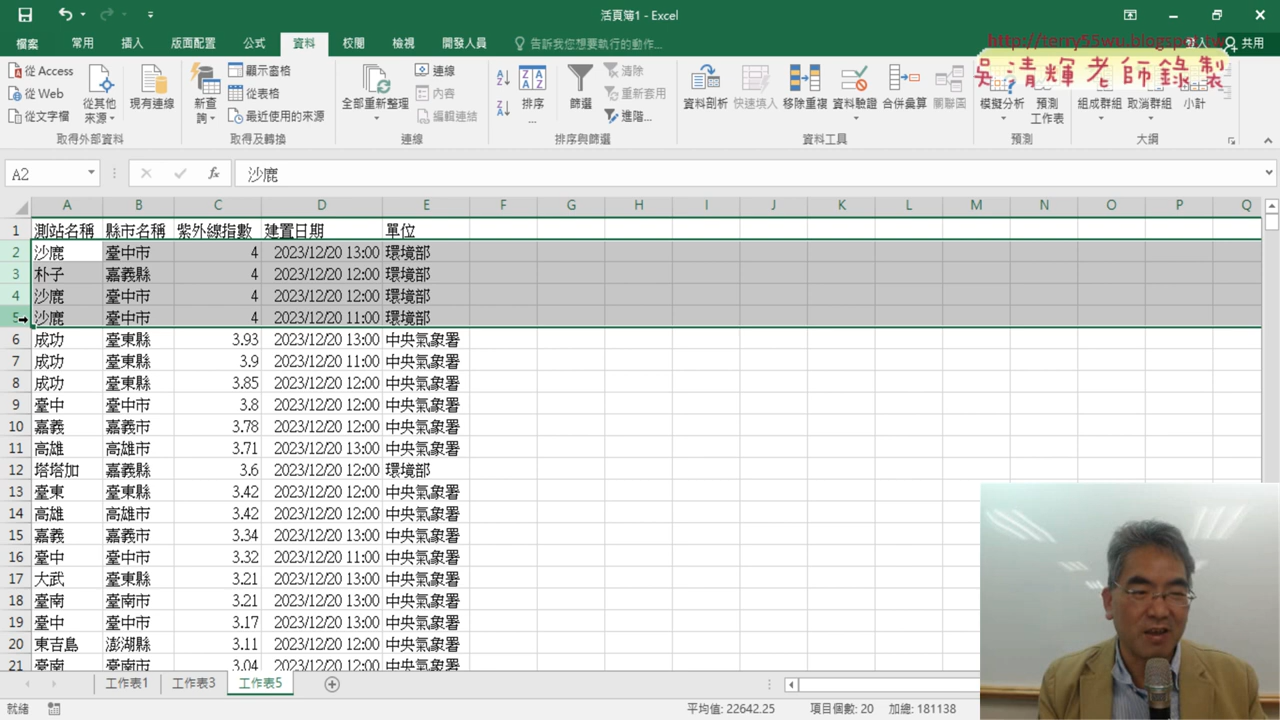 活頁簿1 - Excel
檔案 常用 插入 版面配置 公式 資料 校閱 檢視 開發人員 告訴我您想要執行的動作... 登入 共用
http://terry55wu.blogspot.tw
吳清輝老師錄製
從 Access 從 Web 從文字檔 從其他來源 現有連線 新查詢 顯示查詢 從表格 最近使用的來源 全部重新整理 連線 內容 編輯連結 排序... 篩選 清除 重新套用 進階... 資料剖析 快速填入 移除重複 資料驗證 合併彙算 關聯圖 模擬分析 預測工作表 組成群組 取消群組 小計
取得外部資料 取得及轉換 連線 排序與篩選 資料工具 預測 大綱
A2 fx 沙鹿
A B C D E F G H I J K L M N O P Q
1 測站名稱 縣市名稱 紫外線指數 建置日期 單位
2 沙鹿 臺中市 4 2023/12/20 13:00 環境部
3 朴子 嘉義縣 4 2023/12/20 12:00 環境部
4 沙鹿 臺中市 4 2023/12/20 12:00 環境部
5 沙鹿 臺中市 4 2023/12/20 11:00 環境部
6 成功 臺東縣 3.93 2023/12/20 13:00 中央氣象署
7 成功 臺東縣 3.9 2023/12/20 11:00 中央氣象署
8 成功 臺東縣 3.85 2023/12/20 12:00 中央氣象署
9 臺中 臺中市 3.8 2023/12/20 12:00 中央氣象署
10 嘉義 嘉義市 3.78 2023/12/20 12:00 中央氣象署
11 高雄 高雄市 3.71 2023/12/20 13:00 中央氣象署
12 塔塔加 嘉義縣 3.6 2023/12/20 12:00 環境部
13 臺東 臺東縣 3.42 2023/12/20 12:00 中央氣象署
14 高雄 高雄市 3.42 2023/12/20 12:00 中央氣象署
15 嘉義 嘉義市 3.34 2023/12/20 13:00 中央氣象署
16 臺中 臺中市 3.32 2023/12/20 11:00 中央氣象署
17 大武 臺東縣 3.21 2023/12/20 13:00 中央氣象署
18 臺南 臺南市 3.21 2023/12/20 13:00 中央氣象署
19 臺中 臺中市 3.17 2023/12/20 13:00 中央氣象署
20 東吉島 澎湖縣 3.11 2023/12/20 12:00 中央氣象署
21 臺南 臺南市 3.04 2023/12/20 12:00 中央氣象署
工作表1 工作表3 工作表5
就緒 平均值: 22642.25 項目個數: 20 加總: 181138